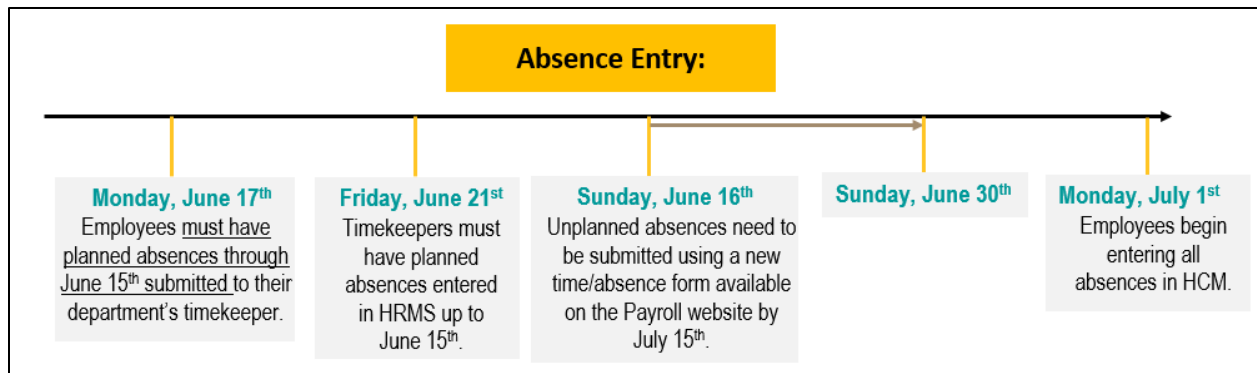 Absence Entry:
Monday, June 17th
Employees must have
planned absences through
June 15th submitted to their
department’s timekeeper.
Friday, June 21st
Timekeepers must
have planned
absences entered
in HRMS up to
June 15th.
Sunday, June 16th
Unplanned absences need to
be submitted using a new
time/absence form available
on the Payroll website by
July 15th.
Sunday, June 30th
Monday, July 1st
Employees begin
entering all
absences in HCM.